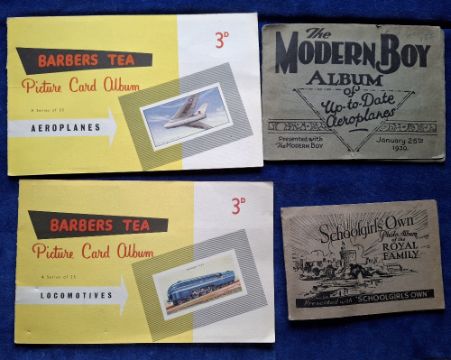 BARBERS TEA
3D
Picture Card Album
A Series of 25
AEROPLANES
The
MODERN BOY
ALBUM
OF
Up-to-Date
Aeroplanes
Presented with
The MODERN BOY
January 25th
1930.
BARBERS TEA
3D
Picture Card Album
A Series of 25
LOCOMOTIVES
Schoolgirls' Own
Photo Album
of the
ROYAL
FAMILY
Presented with "SCHOOLGIRLS' OWN"